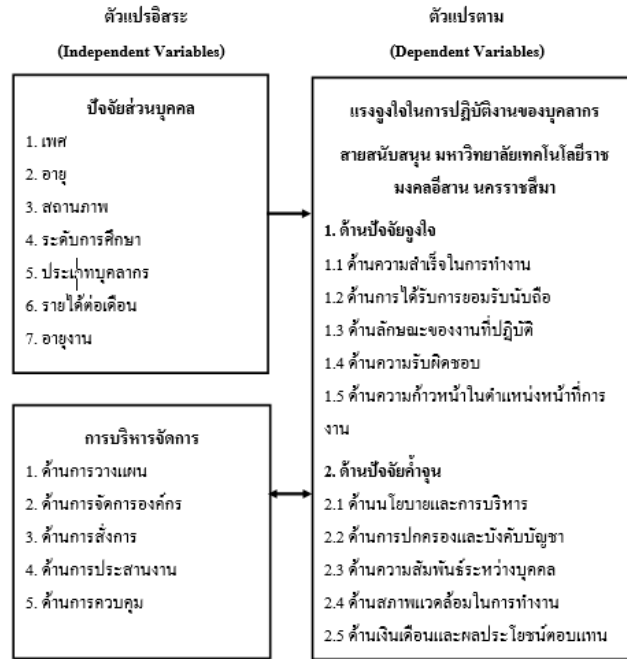 ตัวแปรอิสระ
(Independent Variables)
ปัจจัยส่วนบุคคล
1. เพศ
2. อายุ
3. สถานภาพ
4. ระดับการศึกษา
5. ประเภทบุคลากร
6. รายได้ต่อเดือน
7. อายุงาน
การบริหารจัดการ
1. ด้านการวางแผน
2. ด้านการจัดการองค์กร
3. ด้านการสั่งการ
4. ด้านการประสานงาน
5. ด้านการควบคุม
ตัวแปรตาม
(Dependent Variables)
แรงจูงใจในการปฏิบัติงานของบุคลากร
สายสนับสนุน มหาวิทยาลัยเทคโนโลยีราช
มงคลอีสาน นครราชสีมา
1. ด้านปัจจัยจูงใจ
1.1 ด้านความสำเร็จในการทำงาน
1.2 ด้านการได้รับการยอมรับนับถือ
1.3 ด้านลักษณะของงานที่ปฏิบัติ
1.4 ด้านความรับผิดชอบ
1.5 ด้านความก้าวหน้าในตำแหน่งหน้าที่การ
งาน
2. ด้านปัจจัยค้ำจุน
2.1 ด้านนโยบายและการบริหาร
2.2 ด้านการปกครองและบังคับบัญชา
2.3 ด้านความสัมพันธ์ระหว่างบุคคล
2.4 ด้านสภาพแวดล้อมในการทำงาน
2.5 ด้านเงินเดือนและผลประโยชน์ตอบแทน